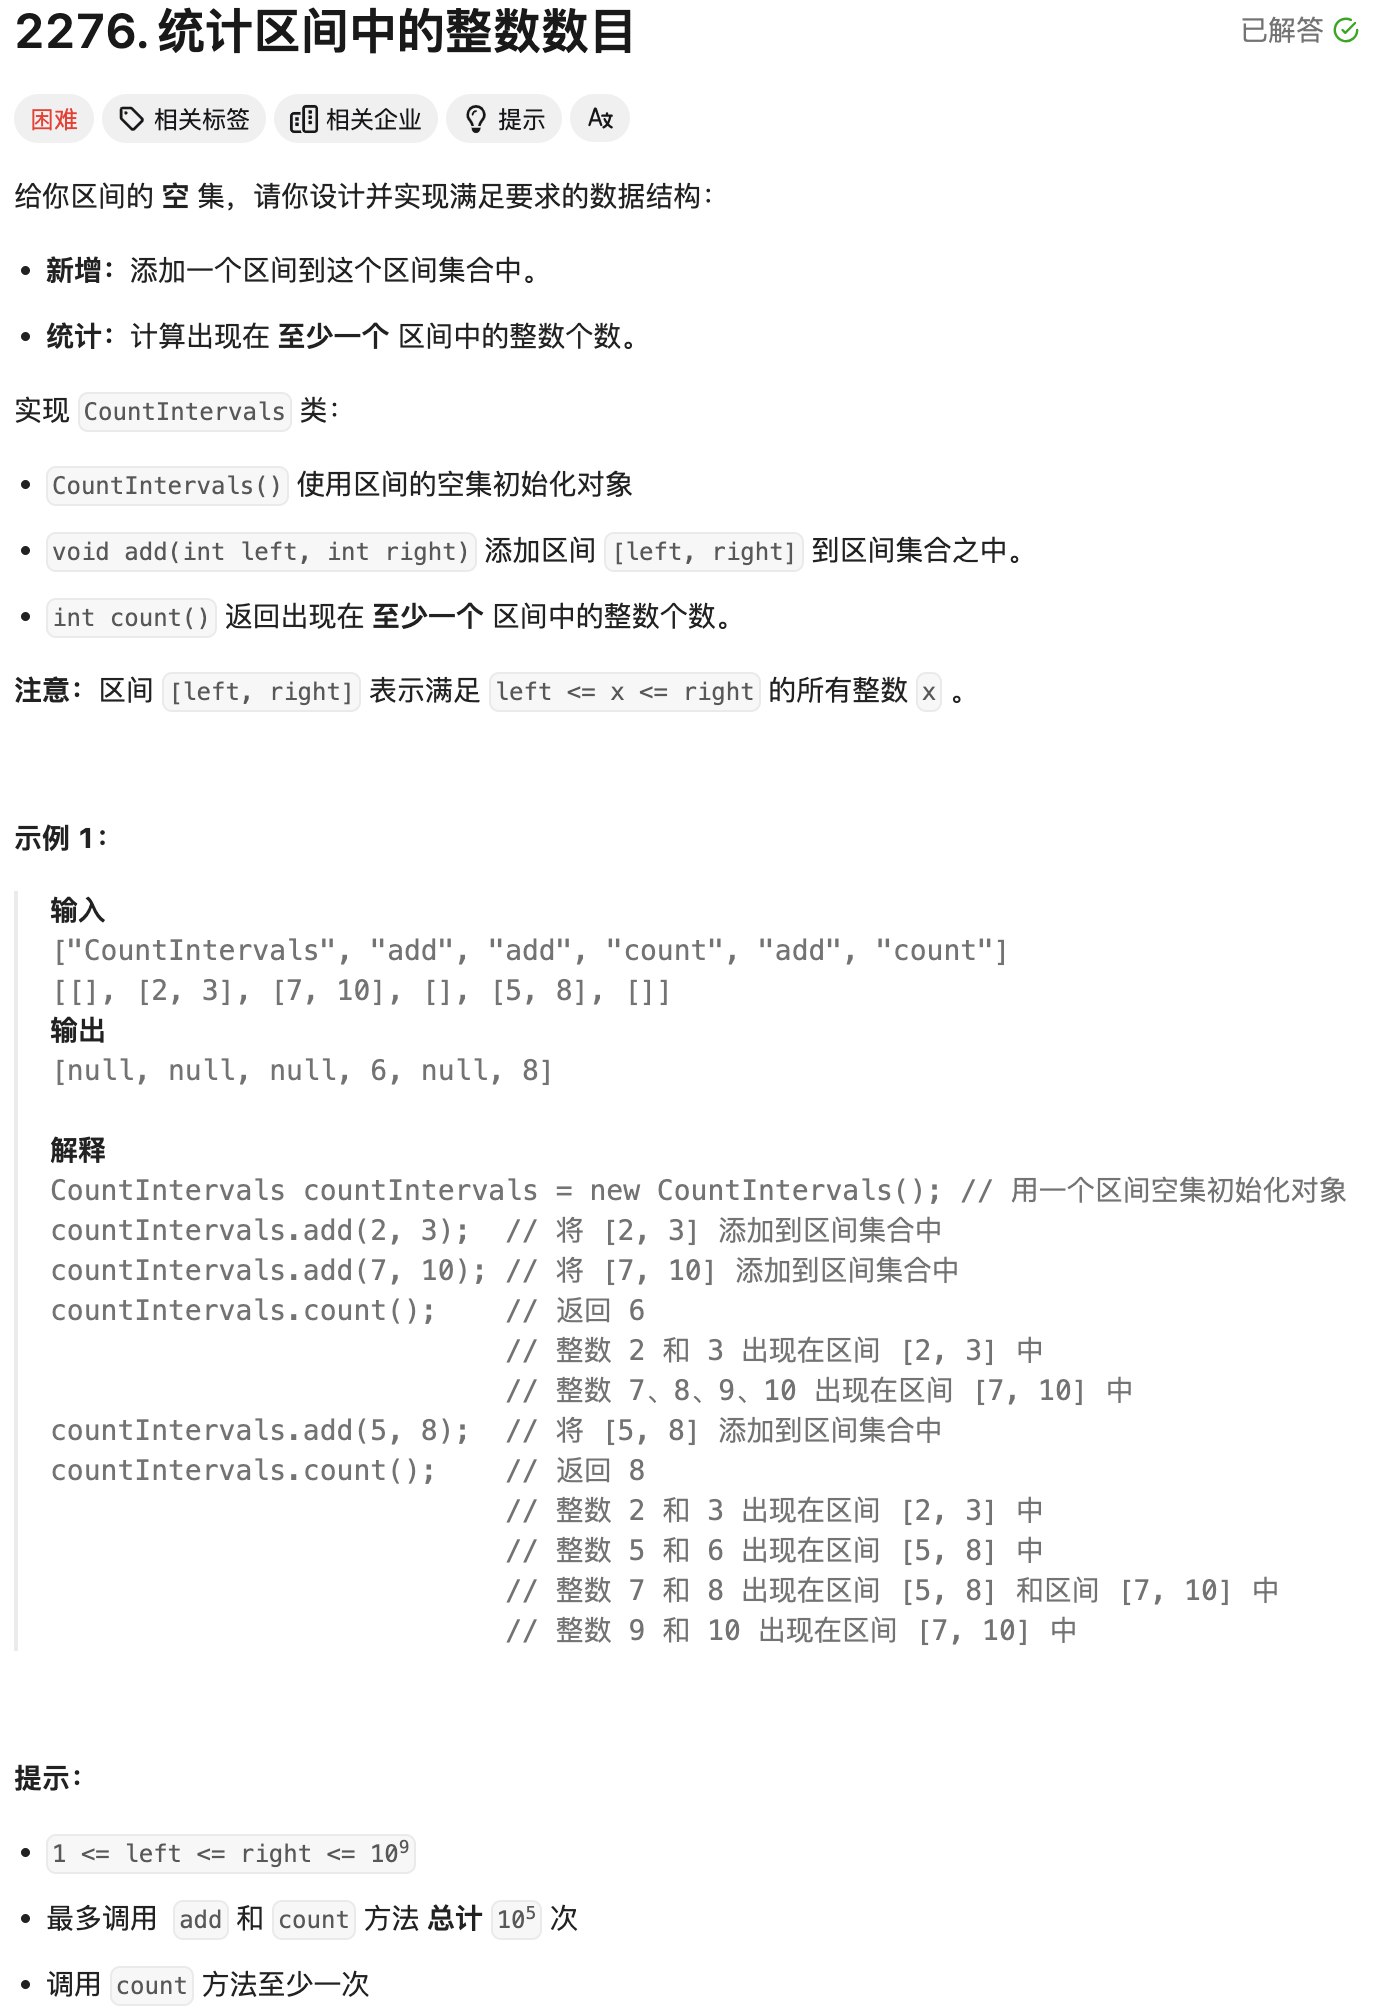 2276. 统计区间中的整数数目
已解答
困难 相关标签 相关企业 提示
给你区间的 空 集，请你设计并实现满足要求的数据结构：
• 新增：添加一个区间到这个区间集合中。
• 统计：计算出现在 至少一个 区间中的整数个数。
实现 CountIntervals 类：
• CountIntervals() 使用区间的空集初始化对象
• void add(int left, int right) 添加区间 [left, right] 到区间集合之中。
• int count() 返回出现在 至少一个 区间中的整数个数。
注意：区间 [left, right] 表示满足 left <= x <= right 的所有整数 x 。
示例 1：
输入
["CountIntervals", "add", "add", "count", "add", "count"]
[[], [2, 3], [7, 10], [], [5, 8], []]
输出
[null, null, null, 6, null, 8]
解释
CountIntervals countIntervals = new CountIntervals(); // 用一个区间空集初始化对象
countIntervals.add(2, 3);  // 将 [2, 3] 添加到区间集合中
countIntervals.add(7, 10); // 将 [7, 10] 添加到区间集合中
countIntervals.count();    // 返回 6
// 整数 2 和 3 出现在区间 [2, 3] 中
// 整数 7、8、9、10 出现在区间 [7, 10] 中
countIntervals.add(5, 8);  // 将 [5, 8] 添加到区间集合中
countIntervals.count();    // 返回 8
// 整数 2 和 3 出现在区间 [2, 3] 中
// 整数 5 和 6 出现在区间 [5, 8] 中
// 整数 7 和 8 出现在区间 [5, 8] 和区间 [7, 10] 中
// 整数 9 和 10 出现在区间 [7, 10] 中
提示：
• 1 <= left <= right <= 10⁹
• 最多调用 add 和 count 方法 总计 10⁵ 次
• 调用 count 方法至少一次